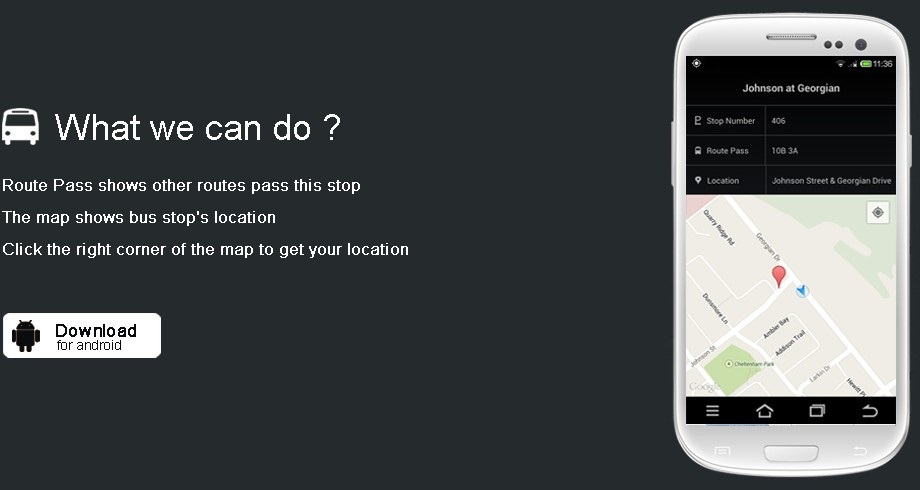 What we can do ?
Route Pass shows other routes pass this stop
The map shows bus stop's location
Click the right corner of the map to get your location
Download
for android
11:36
Johnson at Georgian
Stop Number 406
Route Pass 10B 3A
Location Johnson Street & Georgian Drive
Quarry Ridge Rd
Georgian Dr
Dunsmore Ln
Ambler Bay
Addison Trail
Johnson St
Cheltenham Park
Larkin Dr
Hewitt Pl
Google